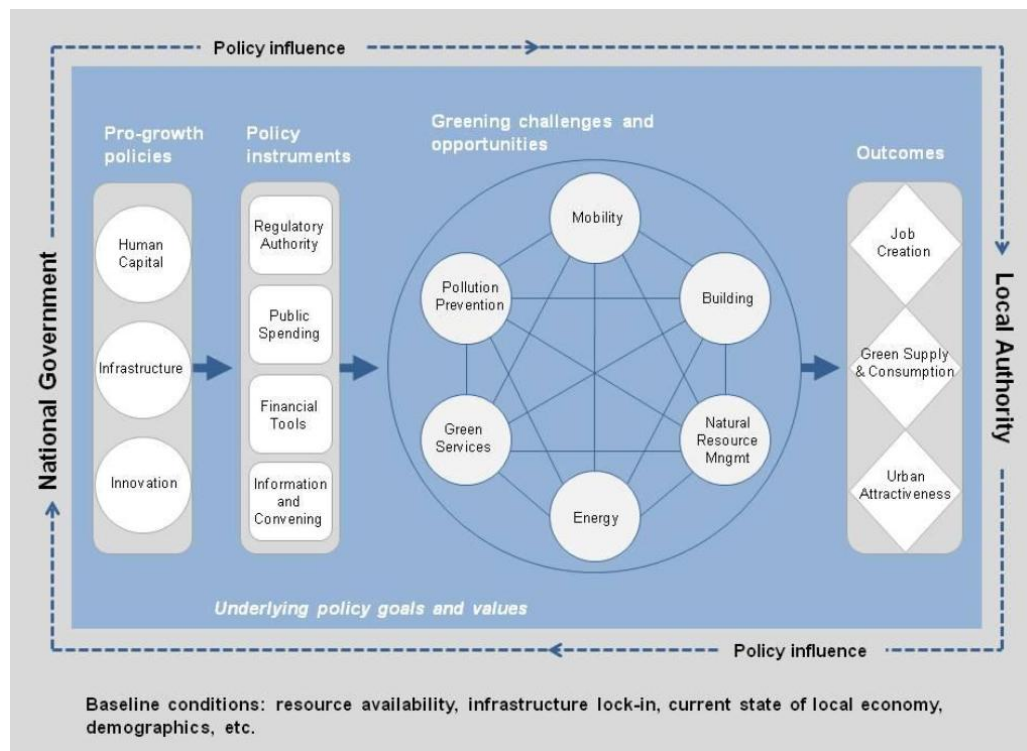 Policy influence
National Government
Pro-growth
policies
Human
Capital
Infrastructure
Innovation
Policy
instruments
Regulatory
Authority
Public
Spending
Financial
Tools
Information
and
Convening
Greening challenges and
opportunities
Mobility
Pollution
Prevention
Building
Green
Services
Natural
Resource
Mngmt
Energy
Outcomes
Job
Creation
Green Supply
& Consumption
Urban
Attractiveness
Local Authority
Underlying policy goals and values
Policy influence
Baseline conditions: resource availability, infrastructure lock-in, current state of local economy,
demographics, etc.